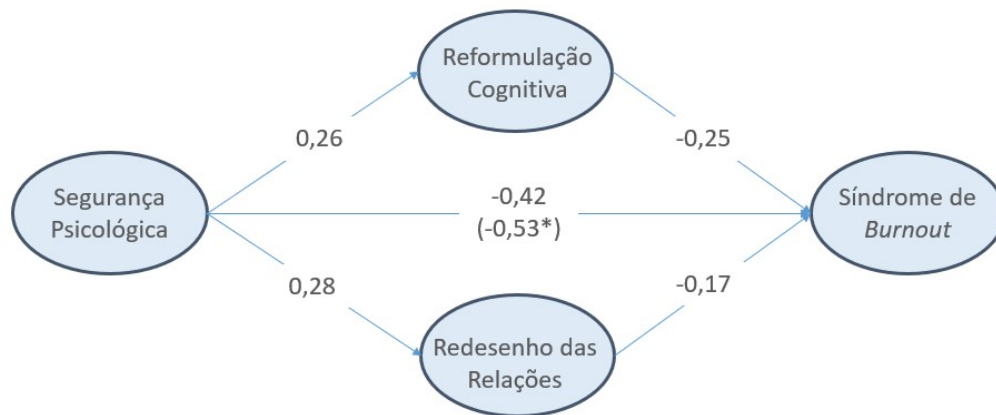 Reformulação
Cognitiva
0,26
-0,25
Segurança
Psicológica
-0,42
(-0,53*)
Síndrome de
Burnout
0,28
-0,17
Redesenho das
Relações